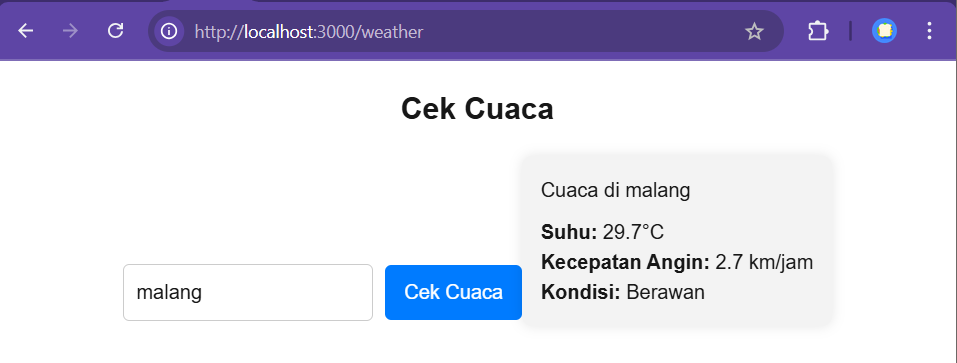 http://localhost:3000/weather
Cek Cuaca
Cuaca di malang
Suhu: 29.7°C
Kecepatan Angin: 2.7 km/jam
Kondisi: Berawan
malang
Cek Cuaca